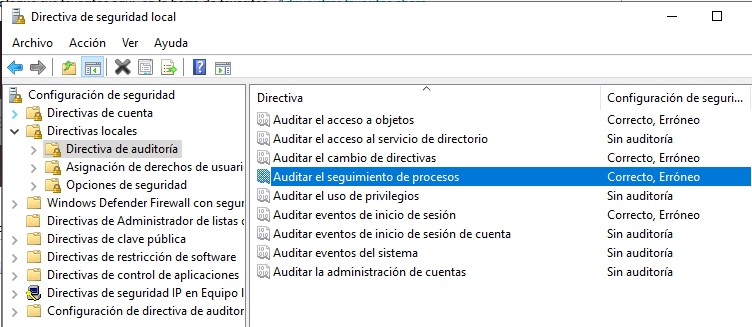 Directiva de seguridad local
Archivo Acción Ver Ayuda
Configuración de seguridad
Directivas de cuenta
Directivas locales
Directiva de auditoría
Asignación de derechos de usuari
Opciones de seguridad
Windows Defender Firewall con segur
Directivas de Administrador de listas d
Directivas de clave pública
Directivas de restricción de software
Directivas de control de aplicaciones
Directivas de seguridad IP en Equipo l
Configuración de directiva de auditor
Directiva Configuración de seguri...
Auditar el acceso a objetos Correcto, Erróneo
Auditar el acceso al servicio de directorio Sin auditoría
Auditar el cambio de directivas Correcto, Erróneo
Auditar el seguimiento de procesos Correcto, Erróneo
Auditar el uso de privilegios Sin auditoría
Auditar eventos de inicio de sesión Correcto, Erróneo
Auditar eventos de inicio de sesión de cuenta Sin auditoría
Auditar eventos del sistema Sin auditoría
Auditar la administración de cuentas Sin auditoría